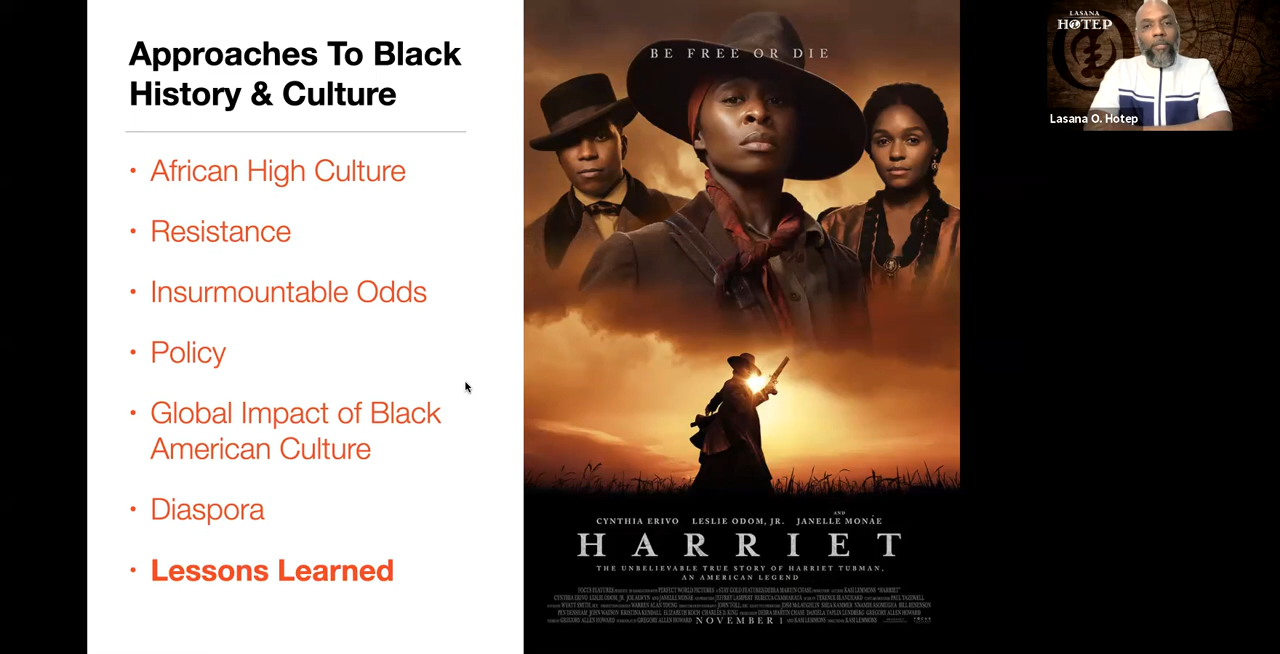 Approaches To Black
History & Culture
• African High Culture
• Resistance
• Insurmountable Odds
• Policy
• Global Impact of Black
American Culture
• Diaspora
• Lessons Learned
BE FREE OR DIE
AND
CYNTHIA ERIVO LESLIE ODOM, JR. JANELLE MONÁE
HARRIET
THE UNBELIEVABLE TRUE STORY OF HARRIET TUBMAN,
AN AMERICAN LEGEND
NOVEMBER 1
LASANA
HOTEP
Lasana O. Hotep